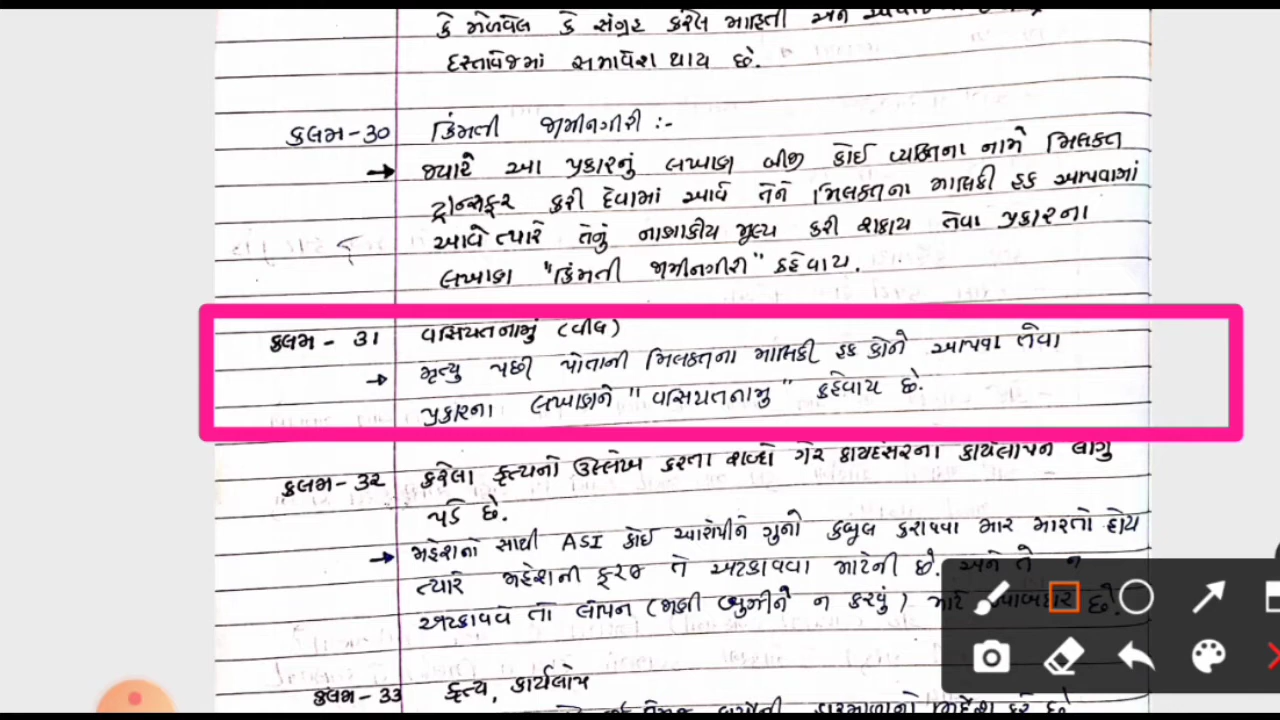 કે મેળવેલ કે સંગ્રહ કરેલ માહિતી અને
દસ્તાવેજમાં સમાવેશ થાય છે.
કલમ-30 કિંમતી જામીનગીરી :-
→ જ્યારે આ પ્રકારનું લખાણ બીજી કોઈ વ્યક્તિના નામે મિલકત
ટ્રાન્સફર કરી દેવામાં આવે તેને મિલકતના માલિકી હક આપવામાં
આવે ત્યારે તેનું નાણાકીય મૂલ્ય કરી શકાય તેવા પ્રકારના
લખાણ "કિંમતી જામીનગીરી" કહેવાય.
કલમ - 31 વસિયતનામું (વીલ)
→ મૃત્યુ પછી પોતાની મિલકતના માલિકી હક કોને આપવા તેવા
પ્રકારના લખાણને "વસિયતનામુ" કહેવાય છે.
કલમ-32 કરેલા કૃત્યનો ઉલ્લેખ કરતા શબ્દો ગેર કાયદેસરના કાર્યલોપને લાગુ
પડે છે.
→ મહેશનો સાથી ASI કોઈ આરોપીને ગુનો કબુલ કરાવવા માર મારતો હોય
ત્યારે મહેશની ફરજ તે અટકાવવા માટેની છે. અને તે ન
અટકાવવે તો લોપન (જાણી બુજીને ન કરવું) માટે જવાબદાર છે.
કલમ-33 કૃત્ય, કાર્યલોપ